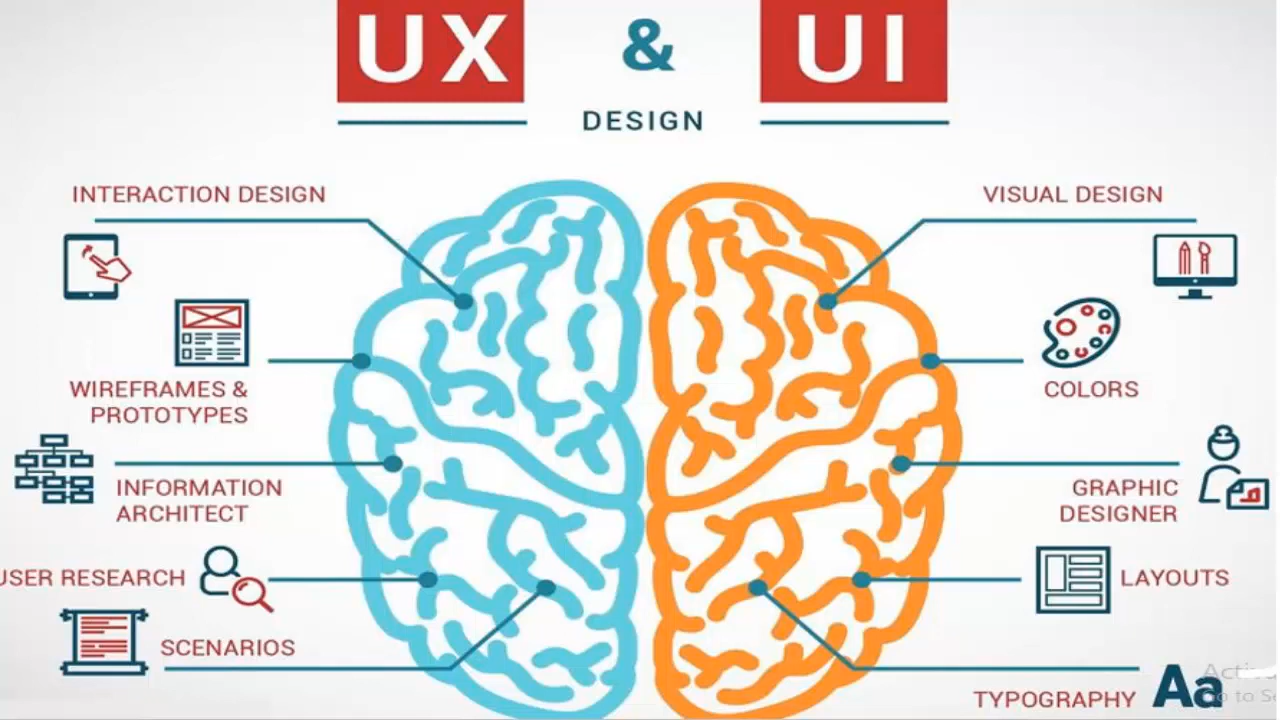 UX & UI
DESIGN
INTERACTION DESIGN
WIREFRAMES &
PROTOTYPES
INFORMATION
ARCHITECT
USER RESEARCH
SCENARIOS
VISUAL DESIGN
COLORS
GRAPHIC
DESIGNER
LAYOUTS
TYPOGRAPHY
Aa
to